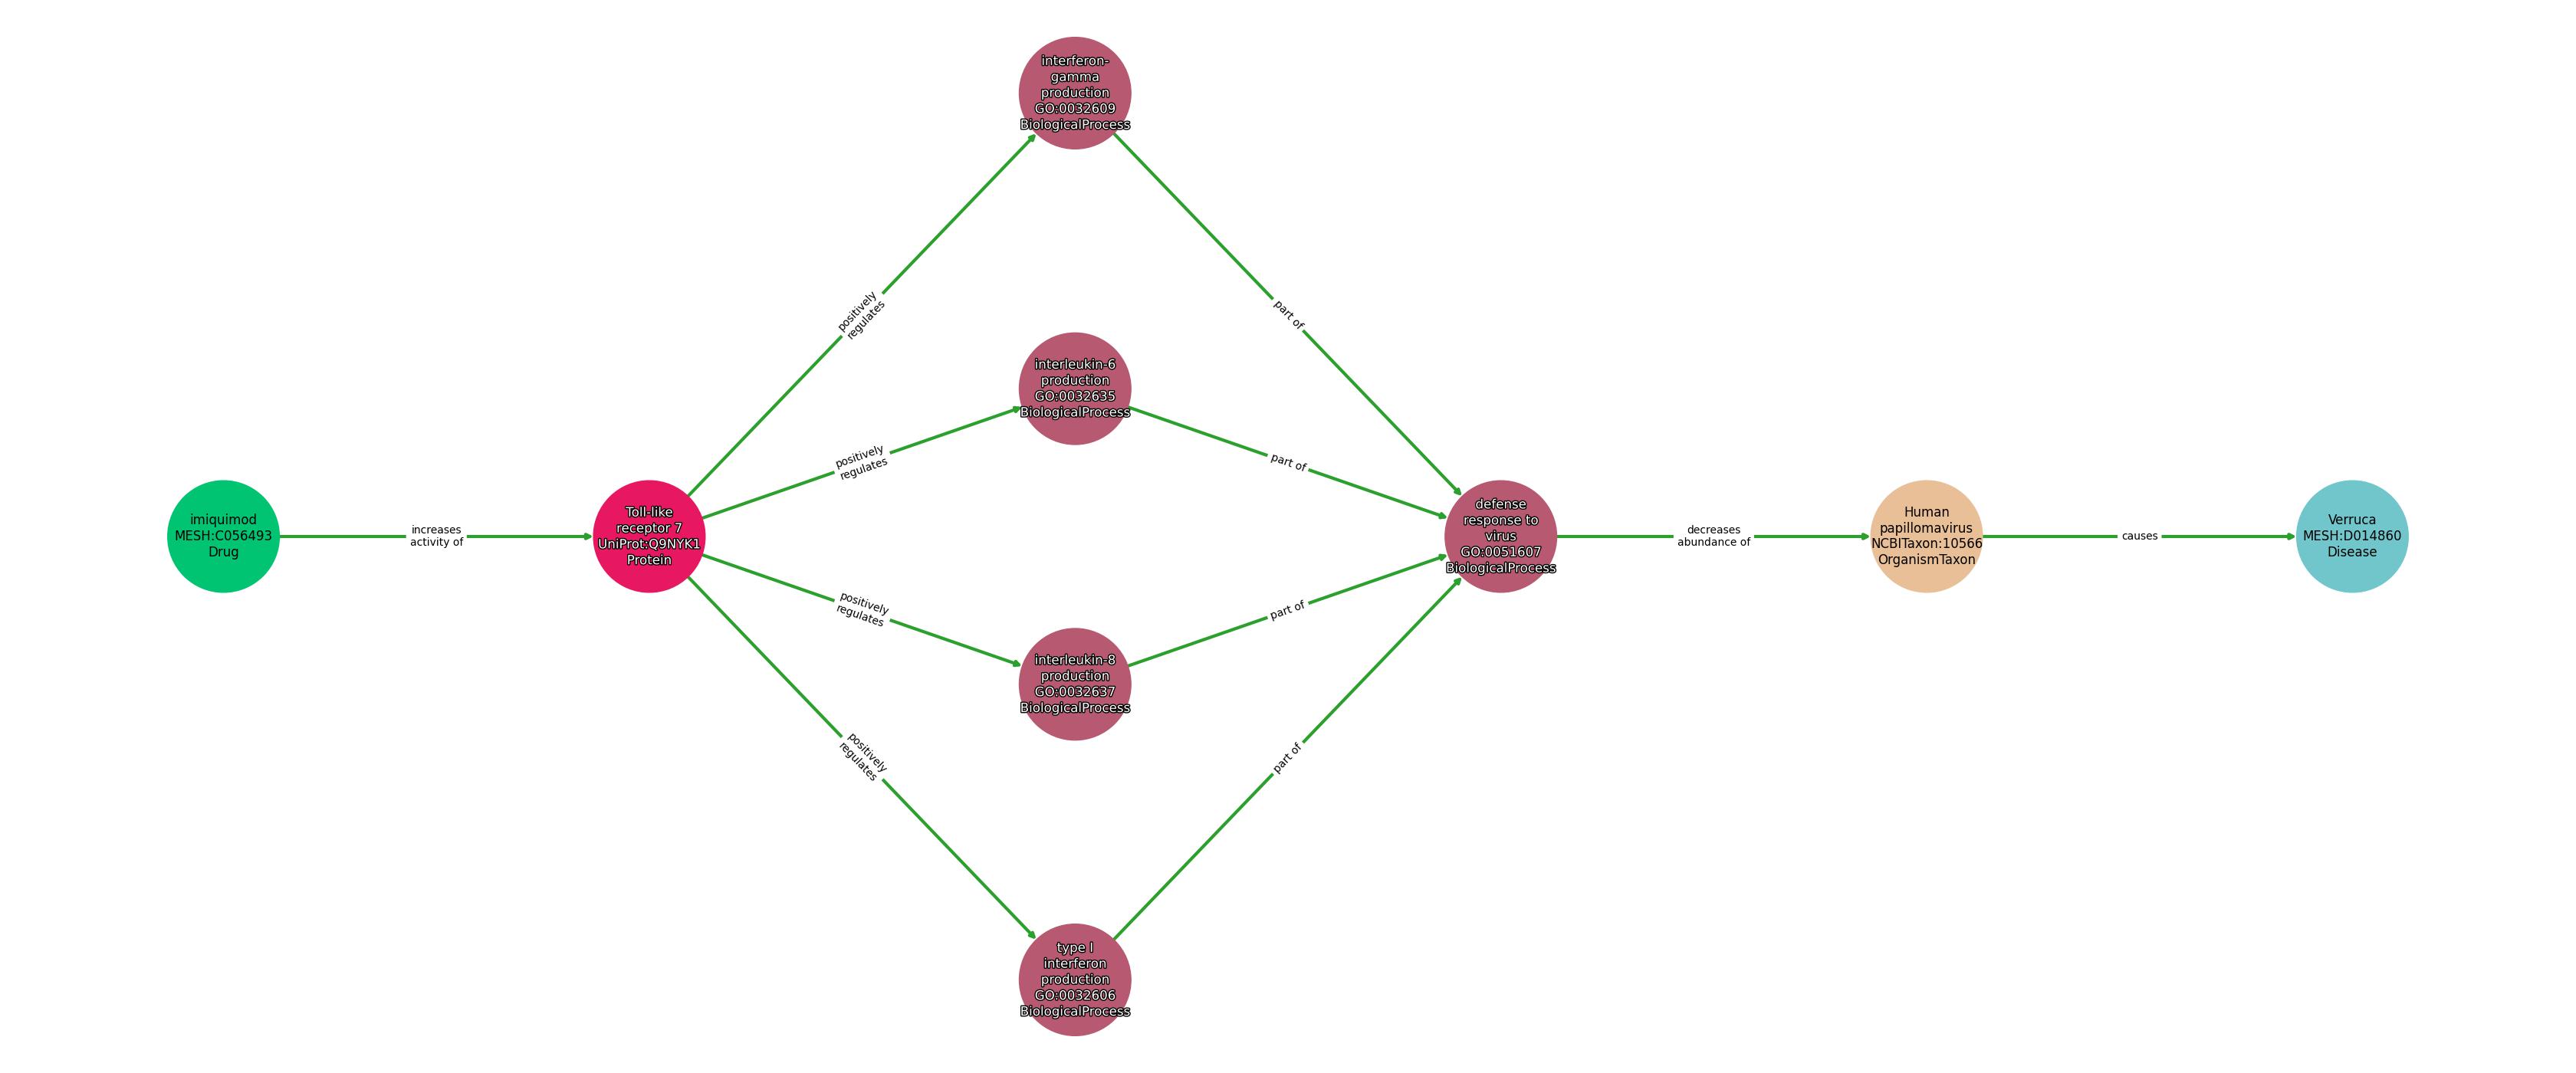 interferon-
gamma
production
GO:0032609
BiologicalProcess
positively
regulates
part of
interleukin-6
production
GO:0032635
BiologicalProcess
positively
regulates
part of
imiquimod
MESH:C056493
Drug
increases
activity of
Toll-like
receptor 7
UniProt:Q9NYK1
Protein
defense
response to
virus
GO:0051607
BiologicalProcess
decreases
abundance of
Human
papillomavirus
NCBITaxon:10566
OrganismTaxon
causes
Verruca
MESH:D014860
Disease
positively
regulates
part of
interleukin-8
production
GO:0032637
BiologicalProcess
positively
regulates
part of
type I
interferon
production
GO:0032606
BiologicalProcess